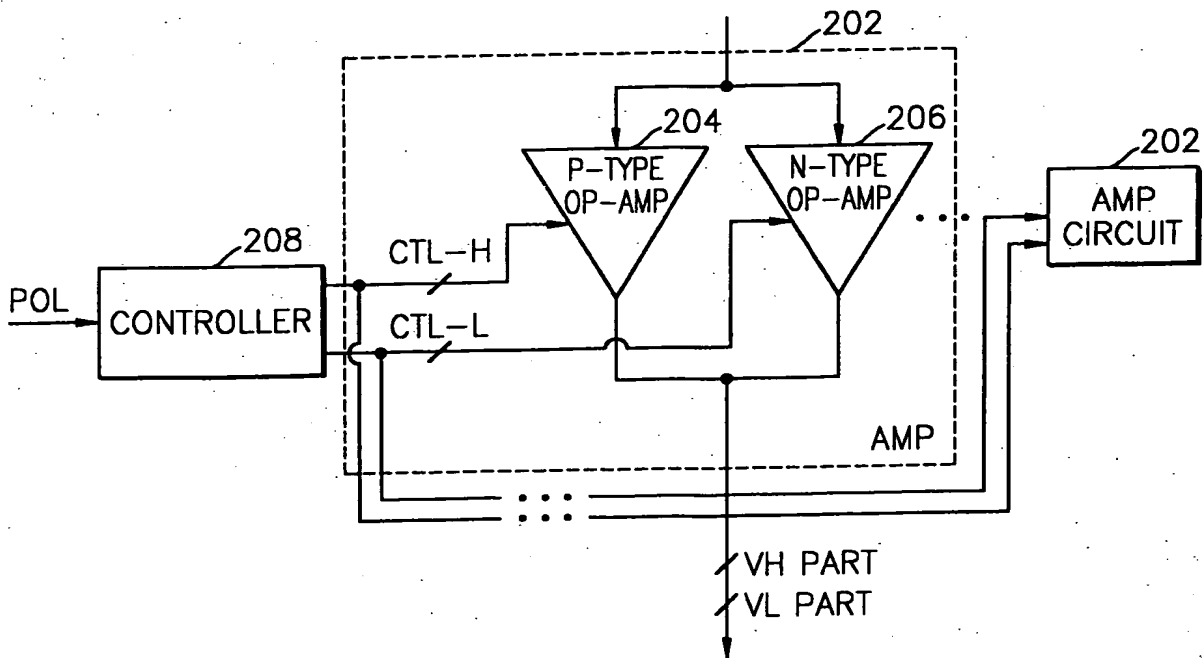 202
204
206
P-TYPE
OP-AMP
N-TYPE
OP-AMP
202
AMP
CIRCUIT
208
CTL-H
POL
CONTROLLER
CTL-L
AMP
VH PART
VL PART